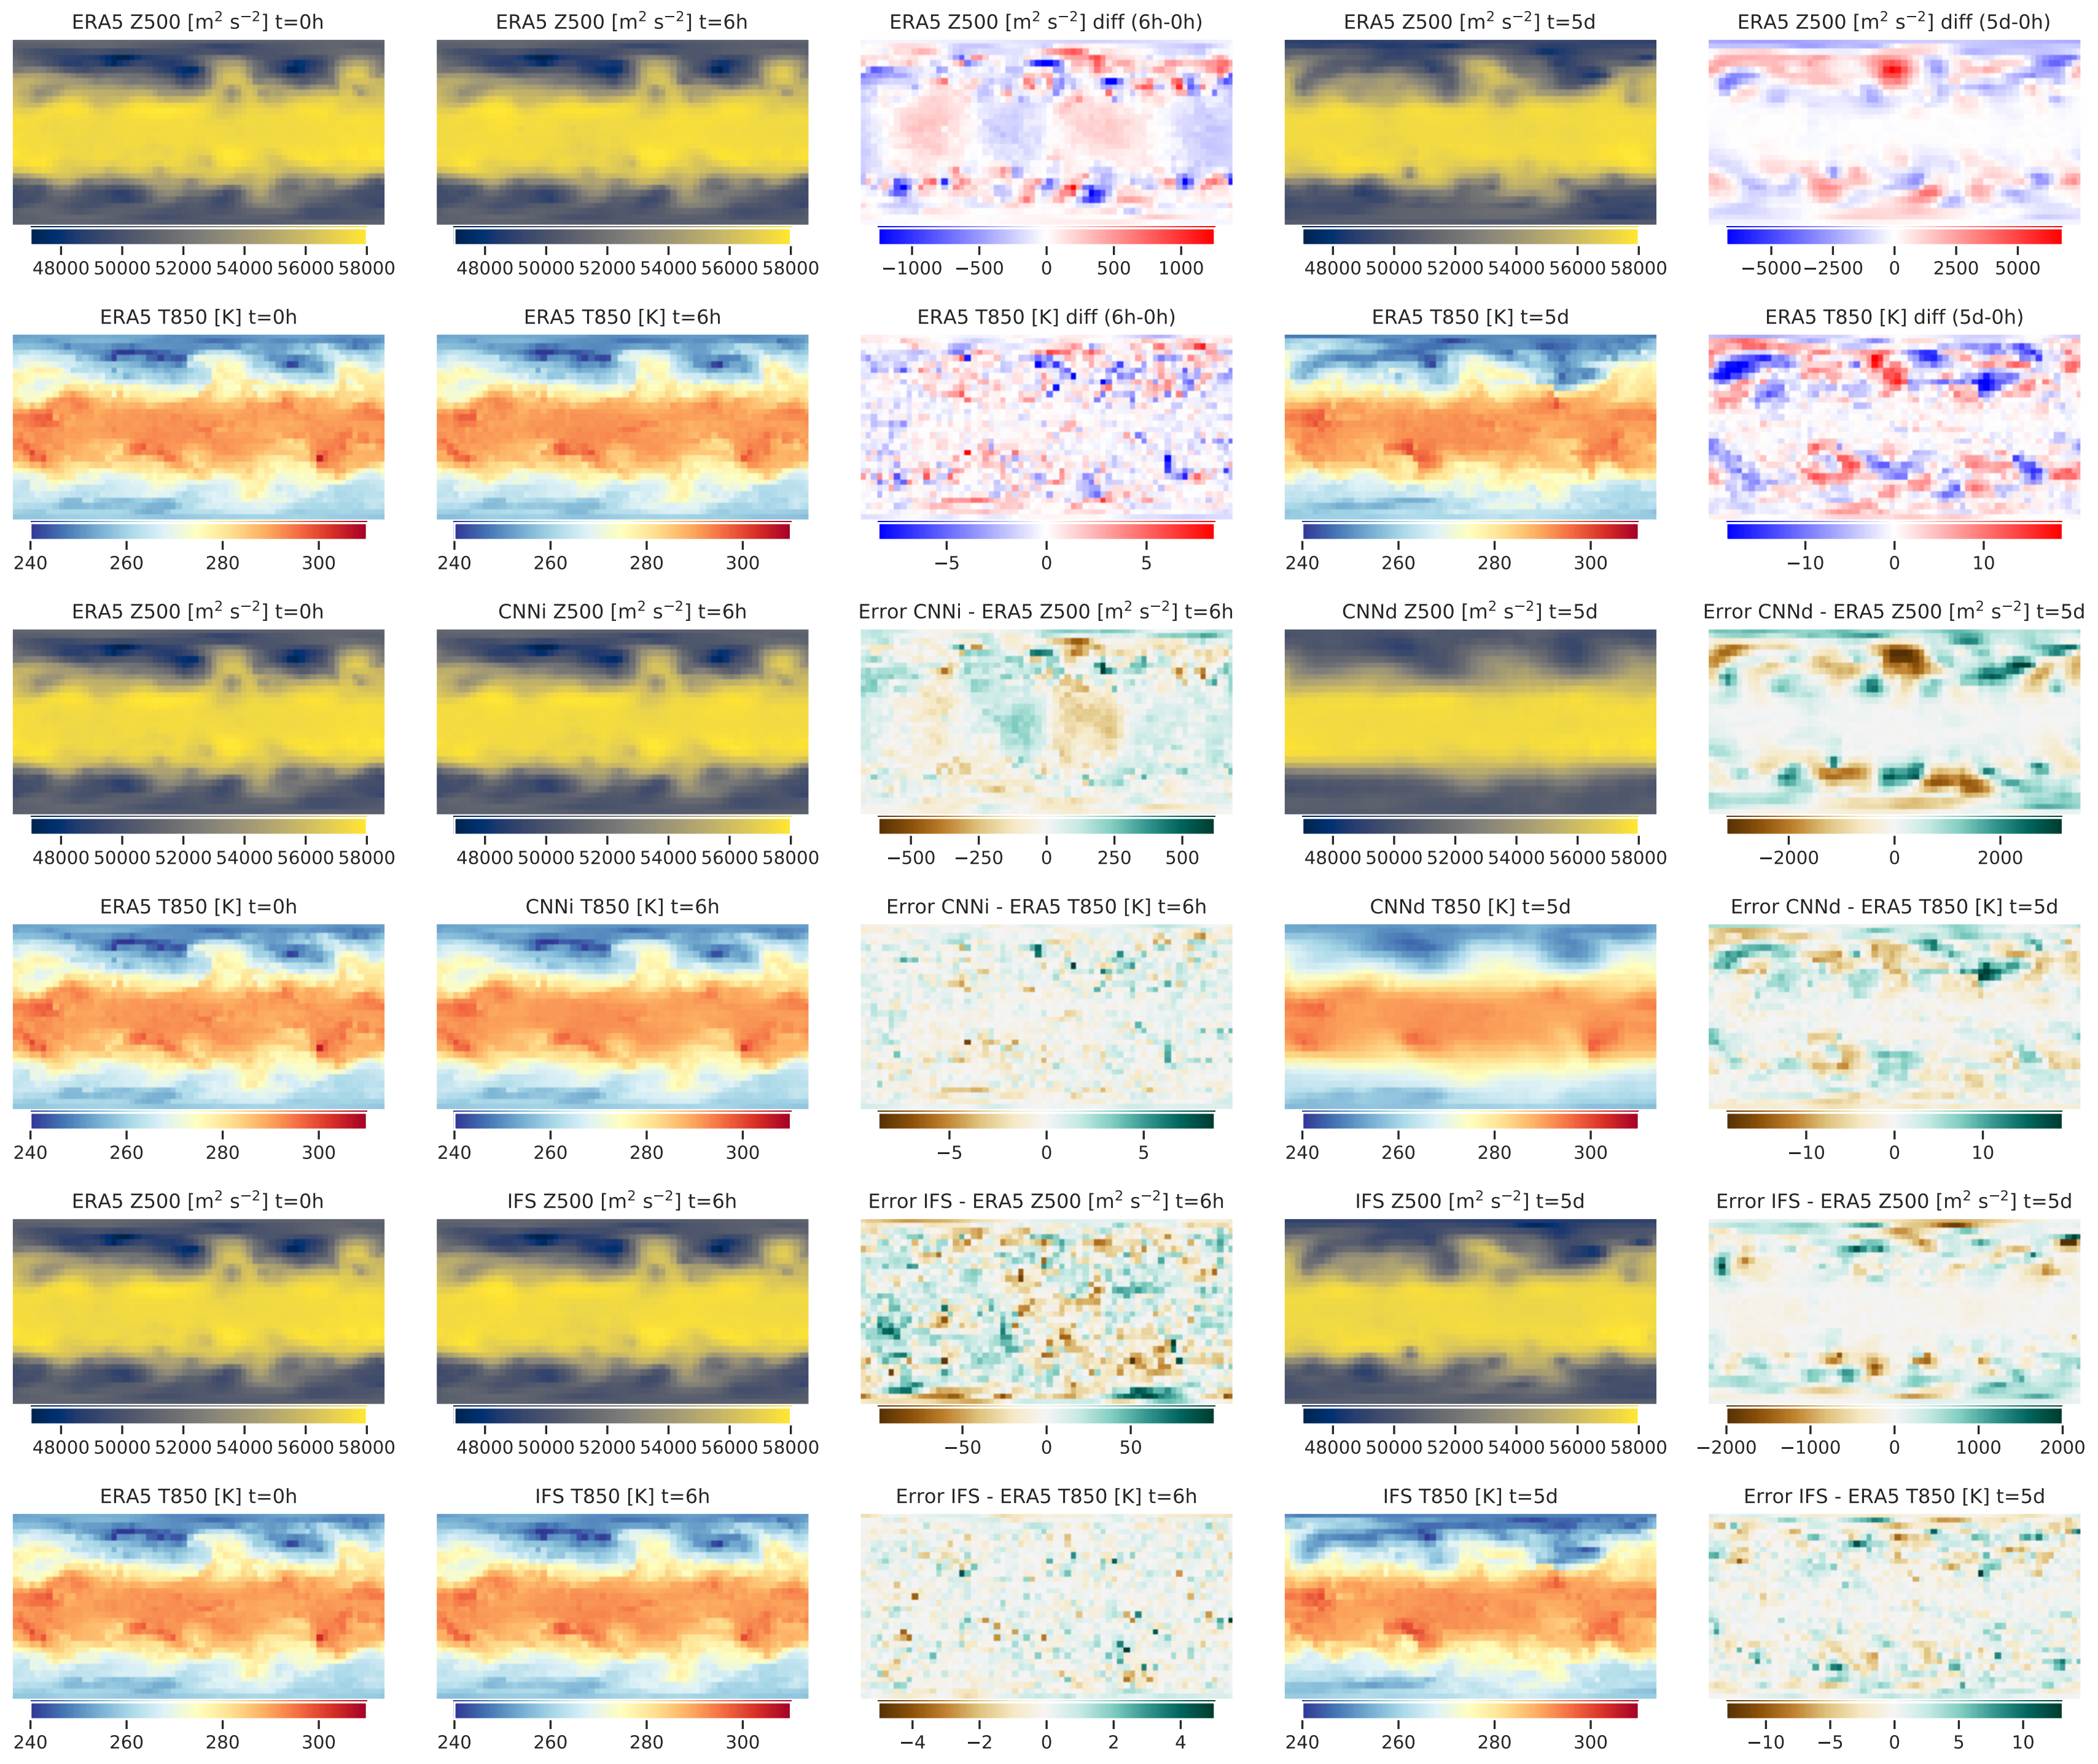 ERA5 Z500 [m² s⁻²] t=0h
ERA5 Z500 [m² s⁻²] t=6h
ERA5 Z500 [m² s⁻²] diff (6h-0h)
ERA5 Z500 [m² s⁻²] t=5d
ERA5 Z500 [m² s⁻²] diff (5d-0h)
48000 50000 52000 54000 56000 58000
48000 50000 52000 54000 56000 58000
−1000 −500 0 500 1000
48000 50000 52000 54000 56000 58000
−5000 −2500 0 2500 5000
ERA5 T850 [K] t=0h
ERA5 T850 [K] t=6h
ERA5 T850 [K] diff (6h-0h)
ERA5 T850 [K] t=5d
ERA5 T850 [K] diff (5d-0h)
240 260 280 300
240 260 280 300
−5 0 5
240 260 280 300
−10 0 10
ERA5 Z500 [m² s⁻²] t=0h
CNNi Z500 [m² s⁻²] t=6h
Error CNNi - ERA5 Z500 [m² s⁻²] t=6h
CNNd Z500 [m² s⁻²] t=5d
Error CNNd - ERA5 Z500 [m² s⁻²] t=5d
48000 50000 52000 54000 56000 58000
48000 50000 52000 54000 56000 58000
−500 −250 0 250 500
48000 50000 52000 54000 56000 58000
−2000 0 2000
ERA5 T850 [K] t=0h
CNNi T850 [K] t=6h
Error CNNi - ERA5 T850 [K] t=6h
CNNd T850 [K] t=5d
Error CNNd - ERA5 T850 [K] t=5d
240 260 280 300
240 260 280 300
−5 0 5
240 260 280 300
−10 0 10
ERA5 Z500 [m² s⁻²] t=0h
IFS Z500 [m² s⁻²] t=6h
Error IFS - ERA5 Z500 [m² s⁻²] t=6h
IFS Z500 [m² s⁻²] t=5d
Error IFS - ERA5 Z500 [m² s⁻²] t=5d
48000 50000 52000 54000 56000 58000
48000 50000 52000 54000 56000 58000
−50 0 50
48000 50000 52000 54000 56000 58000
−2000 −1000 0 1000 2000
ERA5 T850 [K] t=0h
IFS T850 [K] t=6h
Error IFS - ERA5 T850 [K] t=6h
IFS T850 [K] t=5d
Error IFS - ERA5 T850 [K] t=5d
240 260 280 300
240 260 280 300
−4 −2 0 2 4
240 260 280 300
−10 −5 0 5 10